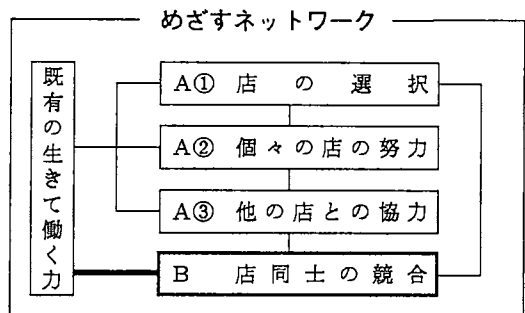 めざすネットワーク
既有の生きて働く力
A① 店の選択
A② 個々の店の努力
A③ 他の店との協力
B 店同士の競合